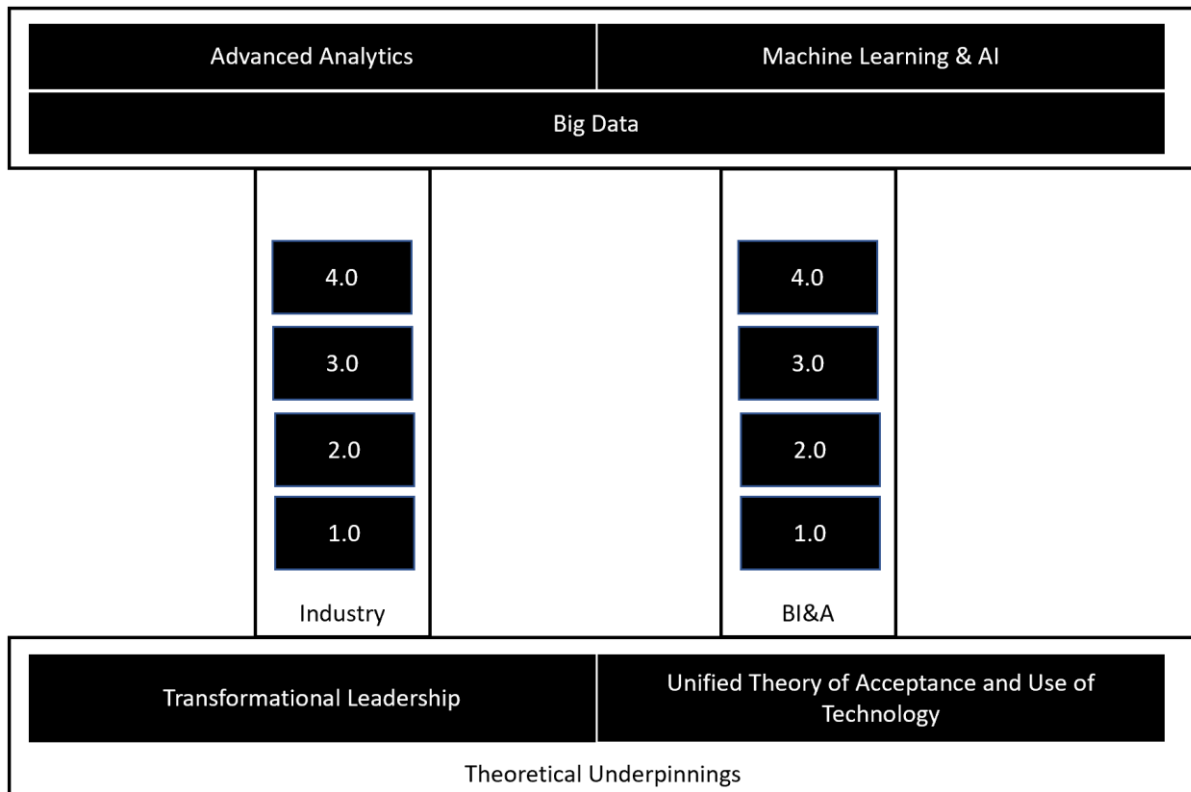 Advanced Analytics
Machine Learning & AI
Big Data
4.0
4.0
3.0
3.0
2.0
2.0
1.0
1.0
Industry
BI&A
Transformational Leadership
Unified Theory of Acceptance and Use of
Technology
Theoretical Underpinnings